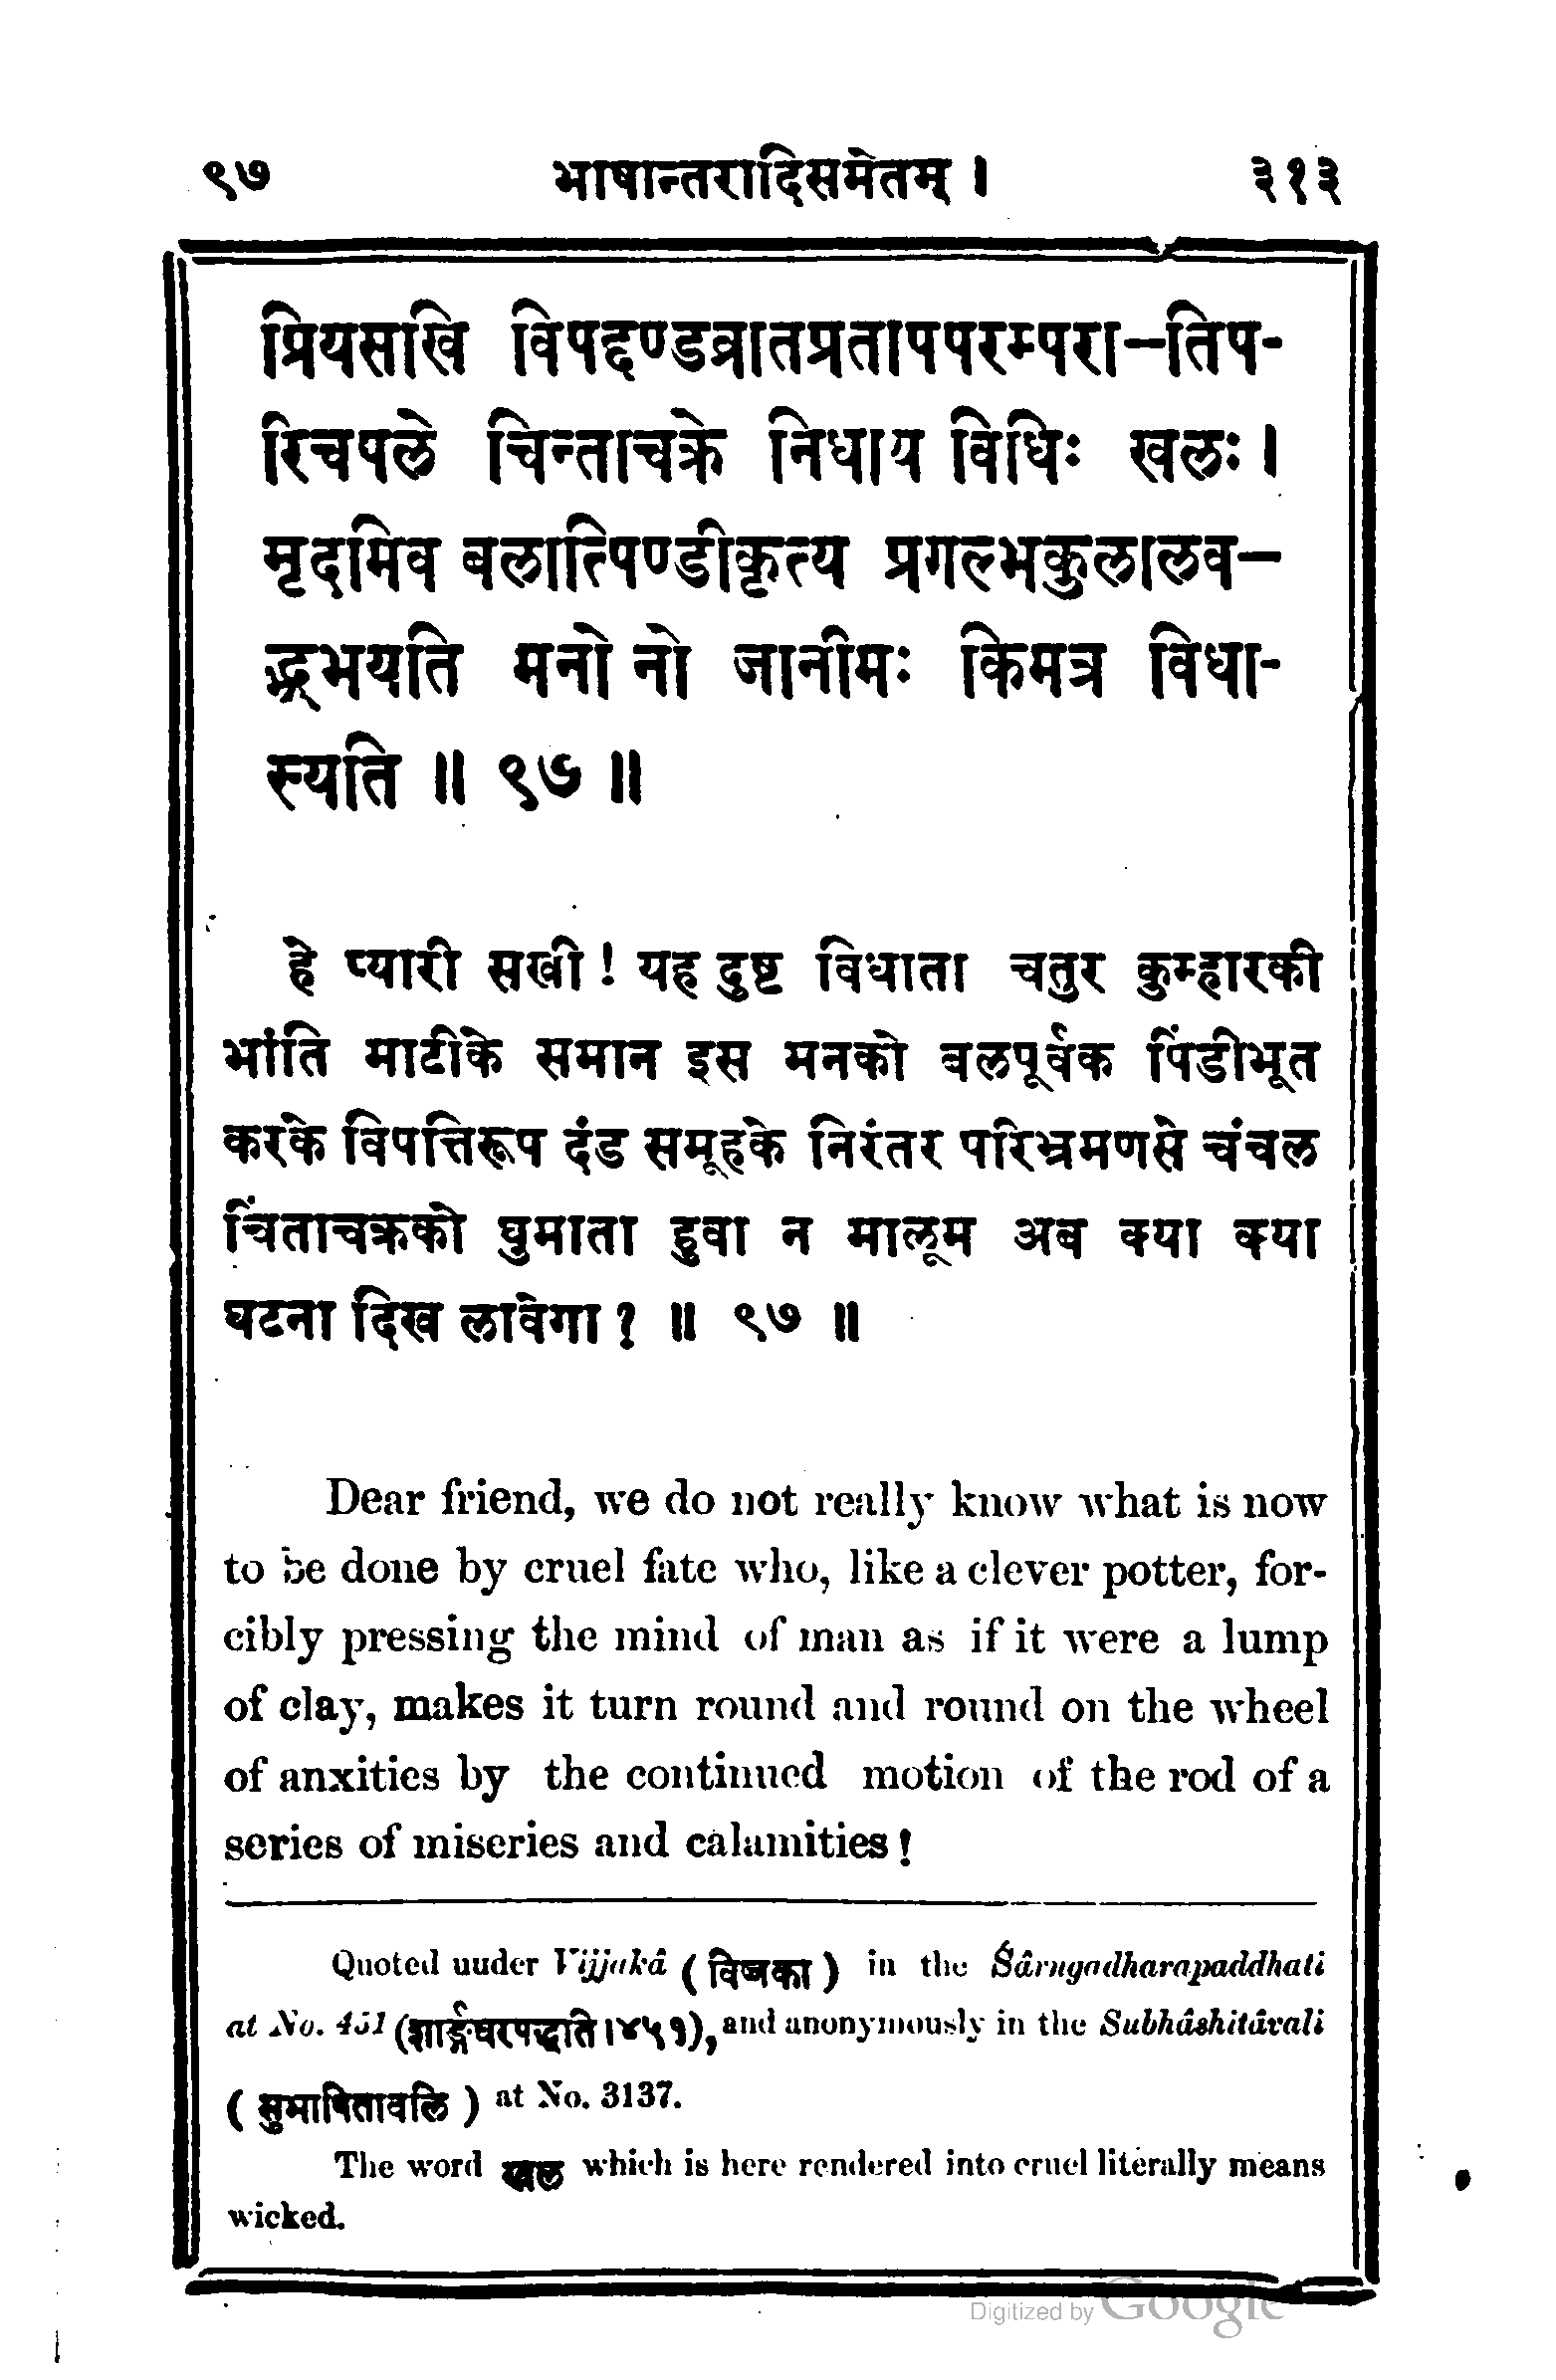 ९७ भाषान्तरादिसमेतम् । ३१३
प्रियसखि विपद्दण्डव्रातप्रतापपरम्परा—तिप-
रिचपले चिन्ताचक्रे निधाय विधिः खलः ।
मृदमिव बलात्पिण्डीकृत्य प्रगल्भकुलालव—
द्भ्रमयति मनो नो जानीमः किमत्र विधा-
स्यति ॥ ९७ ॥
हे प्यारी सखी ! यह दुष्ट विधाता चतुर कुम्हारकी
भांति माटीके समान इस मनको बलपूर्वक पिंडीभूत
करके विपत्तिरूप दंड समूहके निरंतर परिभ्रमणसे चंचल
चिंताचक्रको घुमाता हुवा न मालूम अब क्या क्या
घटना दिख लावेगा ? ॥ ९७ ॥
Dear friend, we do not really know what is now
to be done by cruel fate who, like a clever potter, for-
cibly pressing the mind of man as if it were a lump
of clay, makes it turn round and round on the wheel
of anxities by the continued motion of the rod of a
series of miseries and calamities !
Quoted uuder Vijjakâ ( विज्जका ) in the Śârngadharapaddhati
at No. 451 (शार्ङ्गधरपद्धति । ४५१), and anonymously in the Subhâshitâvali
( सुभाषितावलि ) at No. 3137.
The word खल which is here rendered into cruel literally means
wicked.
Digitized by Google